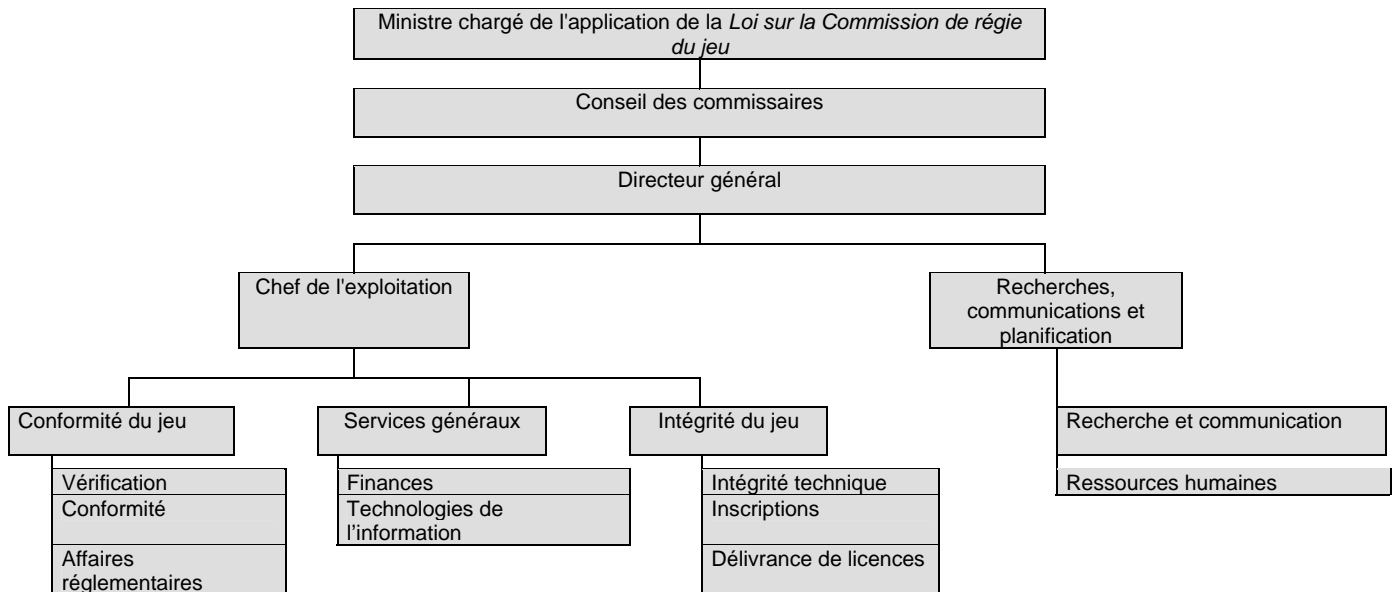 Ministre chargé de l'application de la Loi sur la Commission de régie
du jeu
Conseil des commissaires
Directeur général
Chef de l'exploitation
Recherches,
communications et
planification
Conformité du jeu
Services généraux
Intégrité du jeu
Recherche et communication
Vérification
Conformité
Affaires
réglementaires
Finances
Technologies de
l’information
Intégrité technique
Inscriptions
Délivrance de licences
Ressources humaines